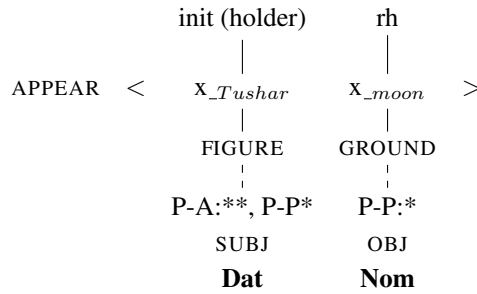 init (holder) rh
APPEAR < x_Tushar x_moon >
FIGURE GROUND
P-A:**, P-P* P-P:*
SUBJ OBJ
Dat Nom